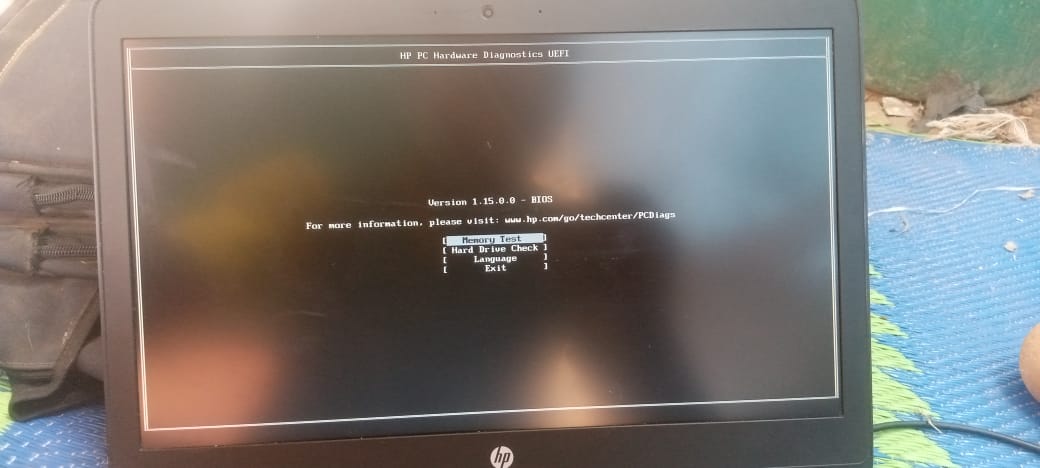 HP PC Hardware Diagnostics UEFI
Version 1.15.0.0 - BIOS
For more information, please visit: www.hp.com/go/techcenter/PCDiags
[ Memory Test ]
[ Hard Drive Check ]
[ Language ]
[ Exit ]
hp